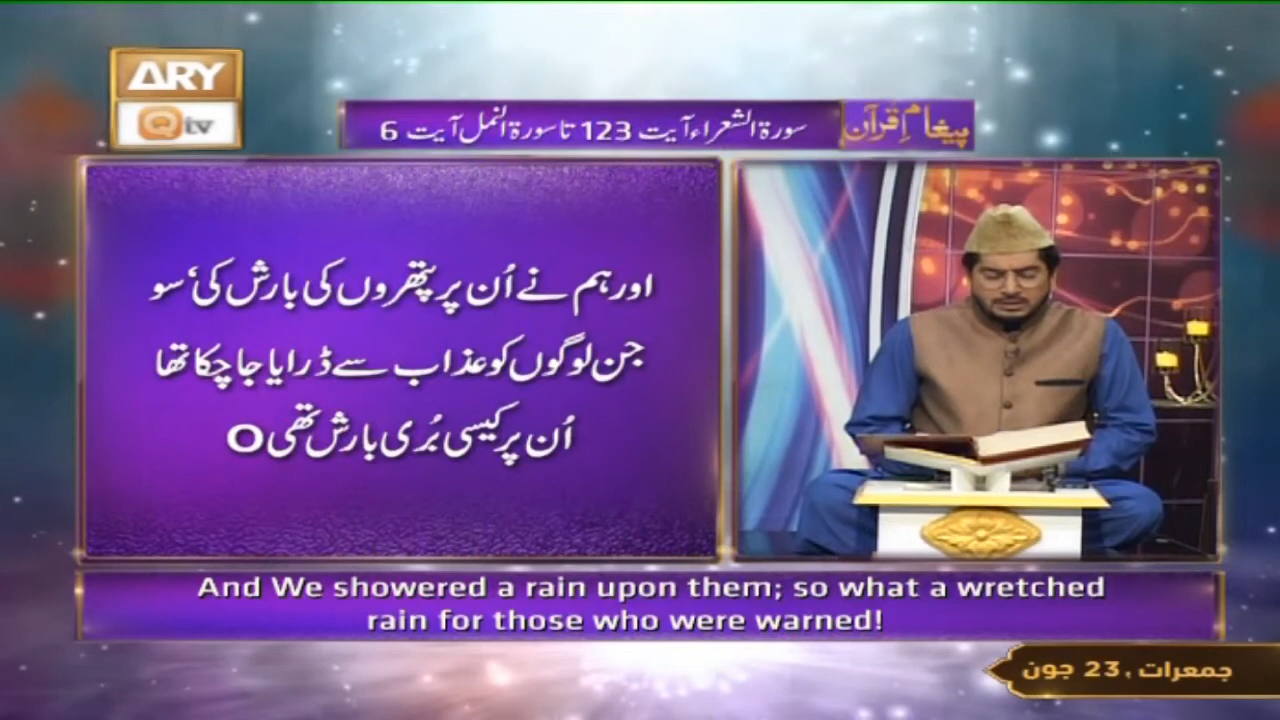 ARY
Qtv
پیغامِ قرآن
سورۃ الشعراء آیت 123 تا سورۃ النمل آیت 6
اور ہم نے اُن پر پتھروں کی بارش کی‘ سو
جن لوگوں کو عذاب سے ڈرایا جا چکا تھا
اُن پر کیسی بُری بارش تھی O
And We showered a rain upon them; so what a wretched
rain for those who were warned!
جمعرات، 23 جون